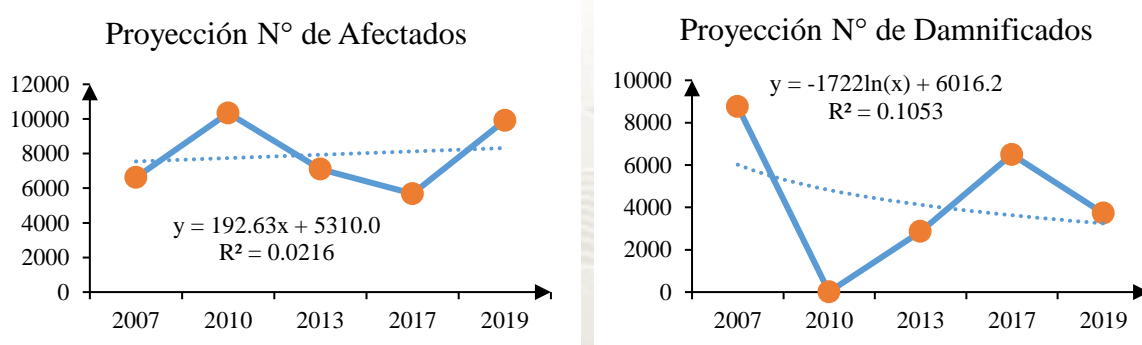 Proyección N° de Afectados
12000
10000
8000
6000
4000
2000
0
y = 192.63x + 5310.0
R² = 0.0216
2007 2010 2013 2017 2019
Proyección N° de Damnificados
10000
8000
6000
4000
2000
0
y = -1722ln(x) + 6016.2
R² = 0.1053
2007 2010 2013 2017 2019